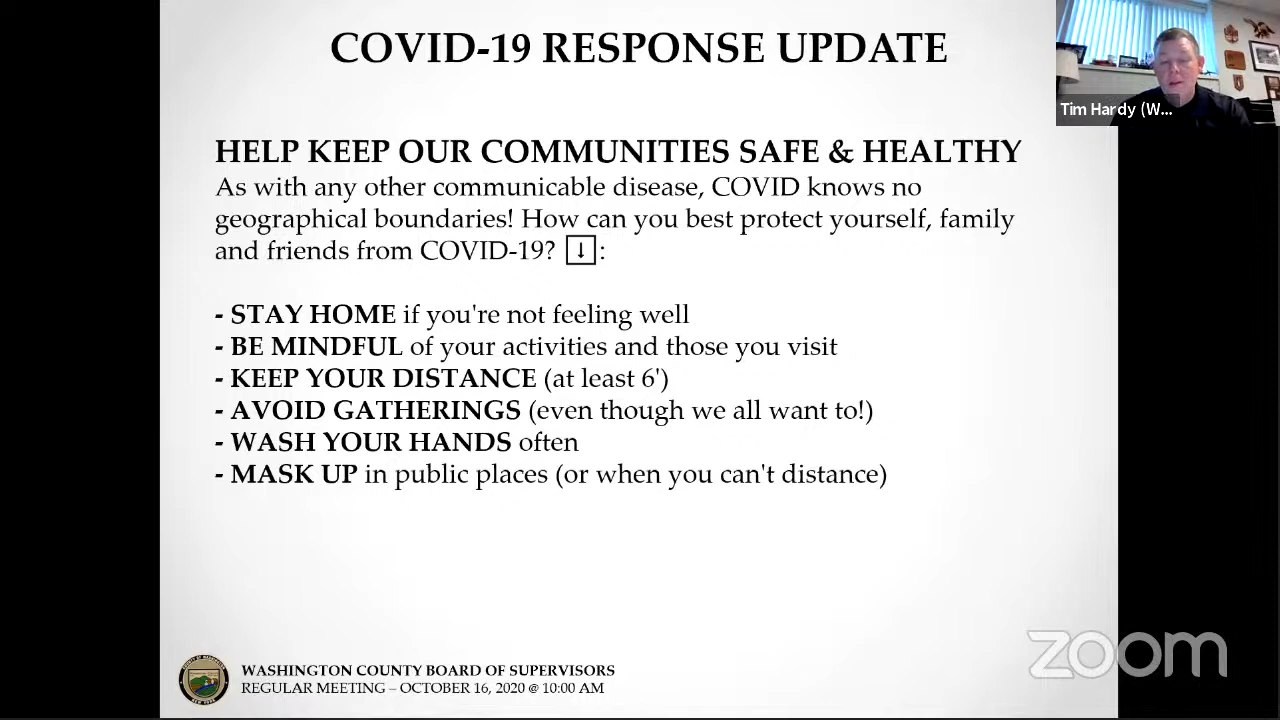 COVID-19 RESPONSE UPDATE
Tim Hardy (W...
HELP KEEP OUR COMMUNITIES SAFE & HEALTHY
As with any other communicable disease, COVID knows no
geographical boundaries! How can you best protect yourself, family
and friends from COVID-19? ↓:
- STAY HOME if you're not feeling well
- BE MINDFUL of your activities and those you visit
- KEEP YOUR DISTANCE (at least 6')
- AVOID GATHERINGS (even though we all want to!)
- WASH YOUR HANDS often
- MASK UP in public places (or when you can't distance)
WASHINGTON COUNTY BOARD OF SUPERVISORS
REGULAR MEETING – OCTOBER 16, 2020 @ 10:00 AM
zoom